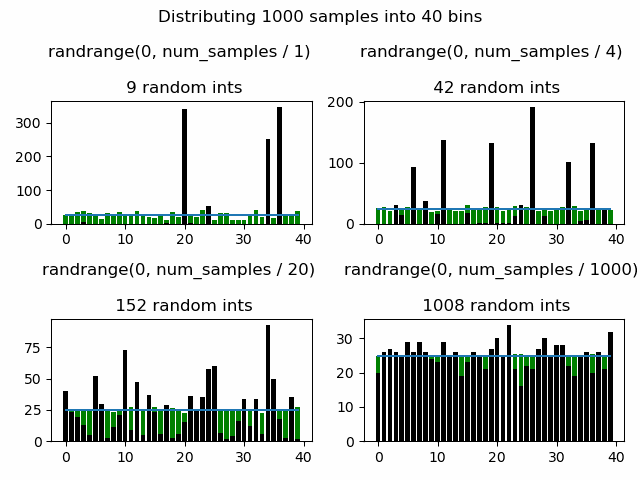 Distributing 1000 samples into 40 bins
randrange(0, num_samples / 1)
9 random ints
300
200
100
0
0 10 20 30 40
randrange(0, num_samples / 4)
42 random ints
200
100
0
0 10 20 30 40
randrange(0, num_samples / 20)
152 random ints
75
50
25
0
0 10 20 30 40
randrange(0, num_samples / 1000)
1008 random ints
30
20
10
0
0 10 20 30 40